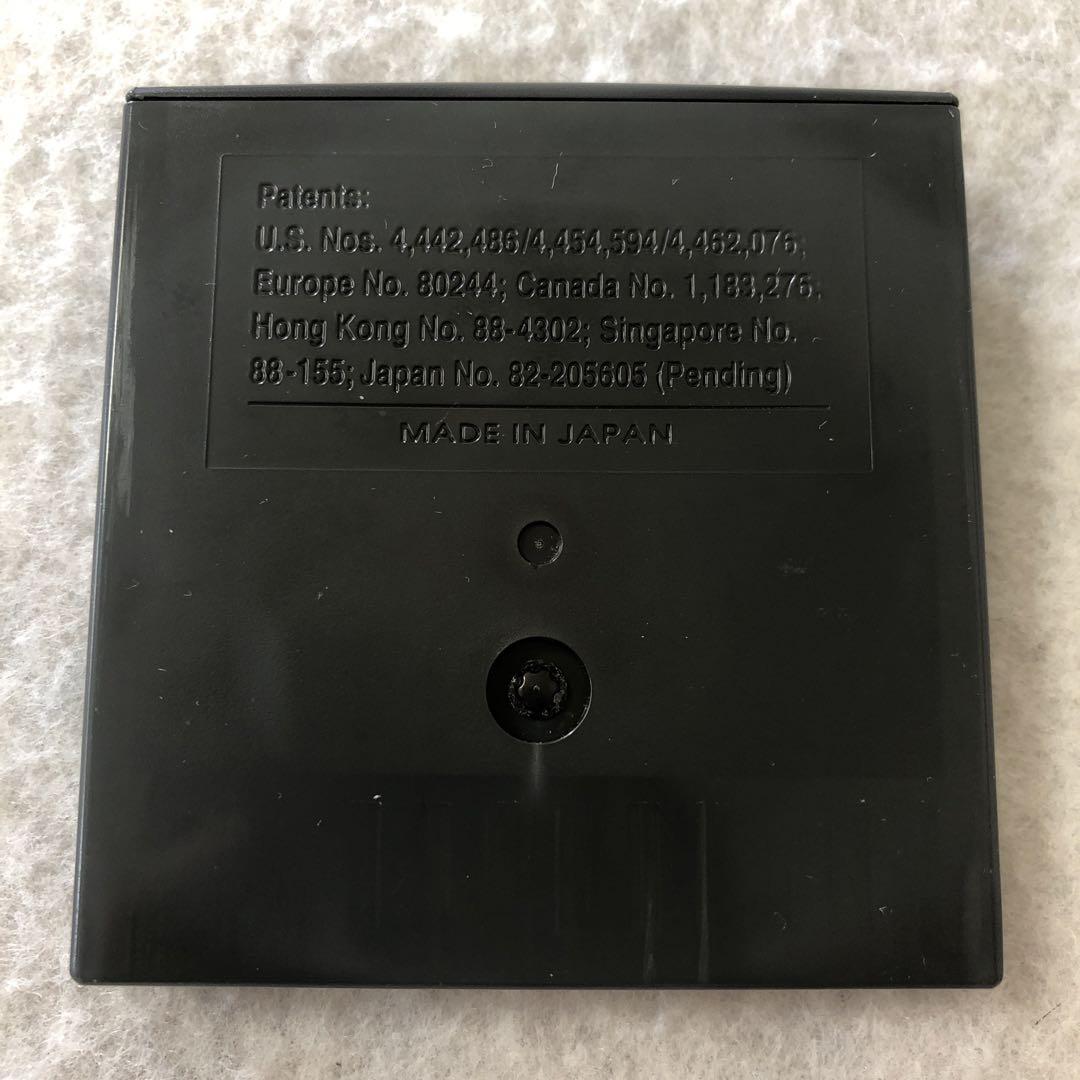 Patents:
U.S. Nos. 4,442,486/4,454,594/4,462,076;
Europe No. 80244; Canada No. 1,183,276;
Hong Kong No. 88-4302; Singapore No.
88-155; Japan No. 82-205605 (Pending)
MADE IN JAPAN